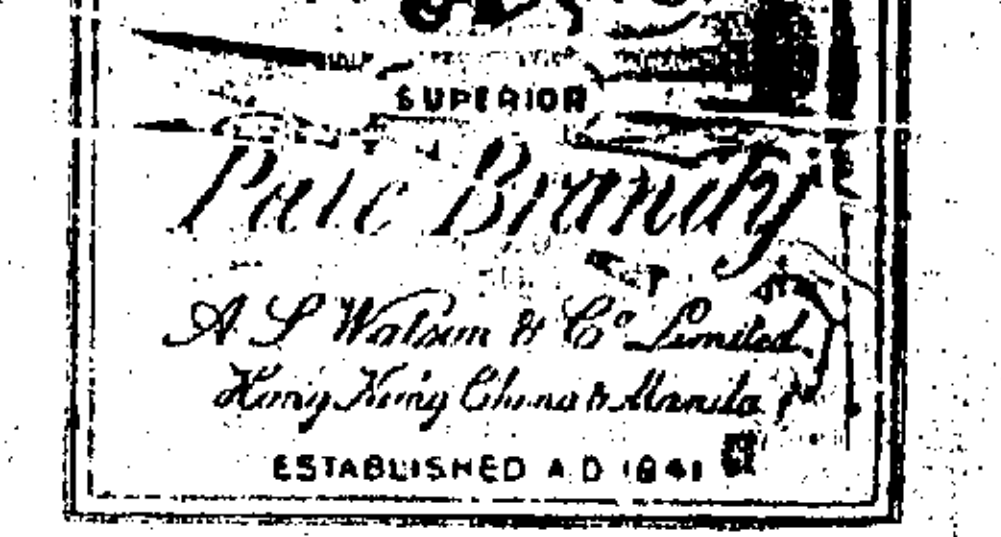 SUPERIOR
Pale Brandy
A S Watson & Co Limited
Hong Kong China & Manila
ESTABLISHED A D 1841